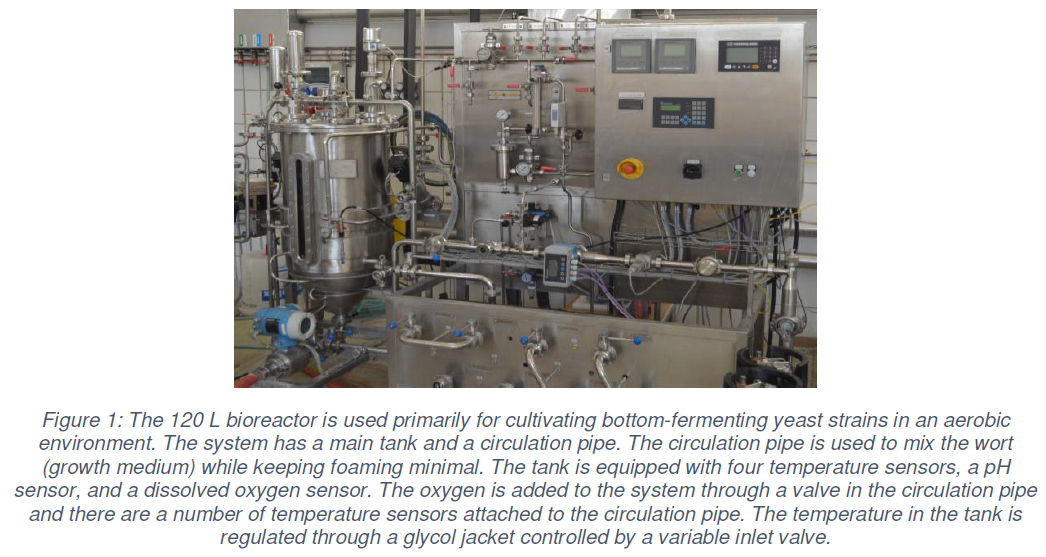 Figure 1: The 120 L bioreactor is used primarily for cultivating bottom-fermenting yeast strains in an aerobic
environment. The system has a main tank and a circulation pipe. The circulation pipe is used to mix the wort
(growth medium) while keeping foaming minimal. The tank is equipped with four temperature sensors, a pH
sensor, and a dissolved oxygen sensor. The oxygen is added to the system through a valve in the circulation pipe
and there are a number of temperature sensors attached to the circulation pipe. The temperature in the tank is
regulated through a glycol jacket controlled by a variable inlet valve.